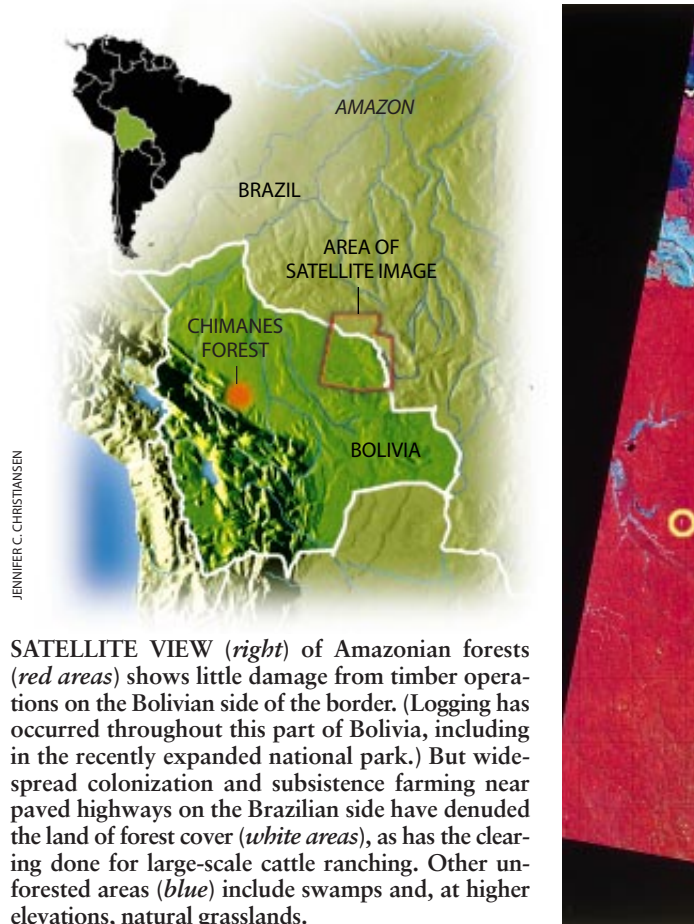 AMAZON
BRAZIL
AREA OF
SATELLITE IMAGE
CHIMANES
FOREST
BOLIVIA
JENNIFER C. CHRISTIANSEN
SATELLITE VIEW (right) of Amazonian forests
(red areas) shows little damage from timber opera-
tions on the Bolivian side of the border. (Logging has
occurred throughout this part of Bolivia, including
in the recently expanded national park.) But wide-
spread colonization and subsistence farming near
paved highways on the Brazilian side have denuded
the land of forest cover (white areas), as has the clear-
ing done for large-scale cattle ranching. Other un-
forested areas (blue) include swamps and, at higher
elevations, natural grasslands.